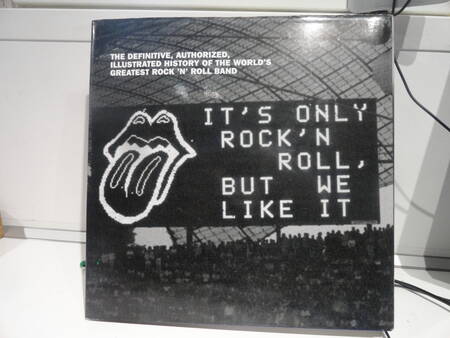 THE DEFINITIVE, AUTHORIZED,
ILLUSTRATED HISTORY OF THE WORLD'S
GREATEST ROCK 'N' ROLL BAND
IT'S ONLY
ROCK'N
ROLL,
BUT WE
LIKE IT